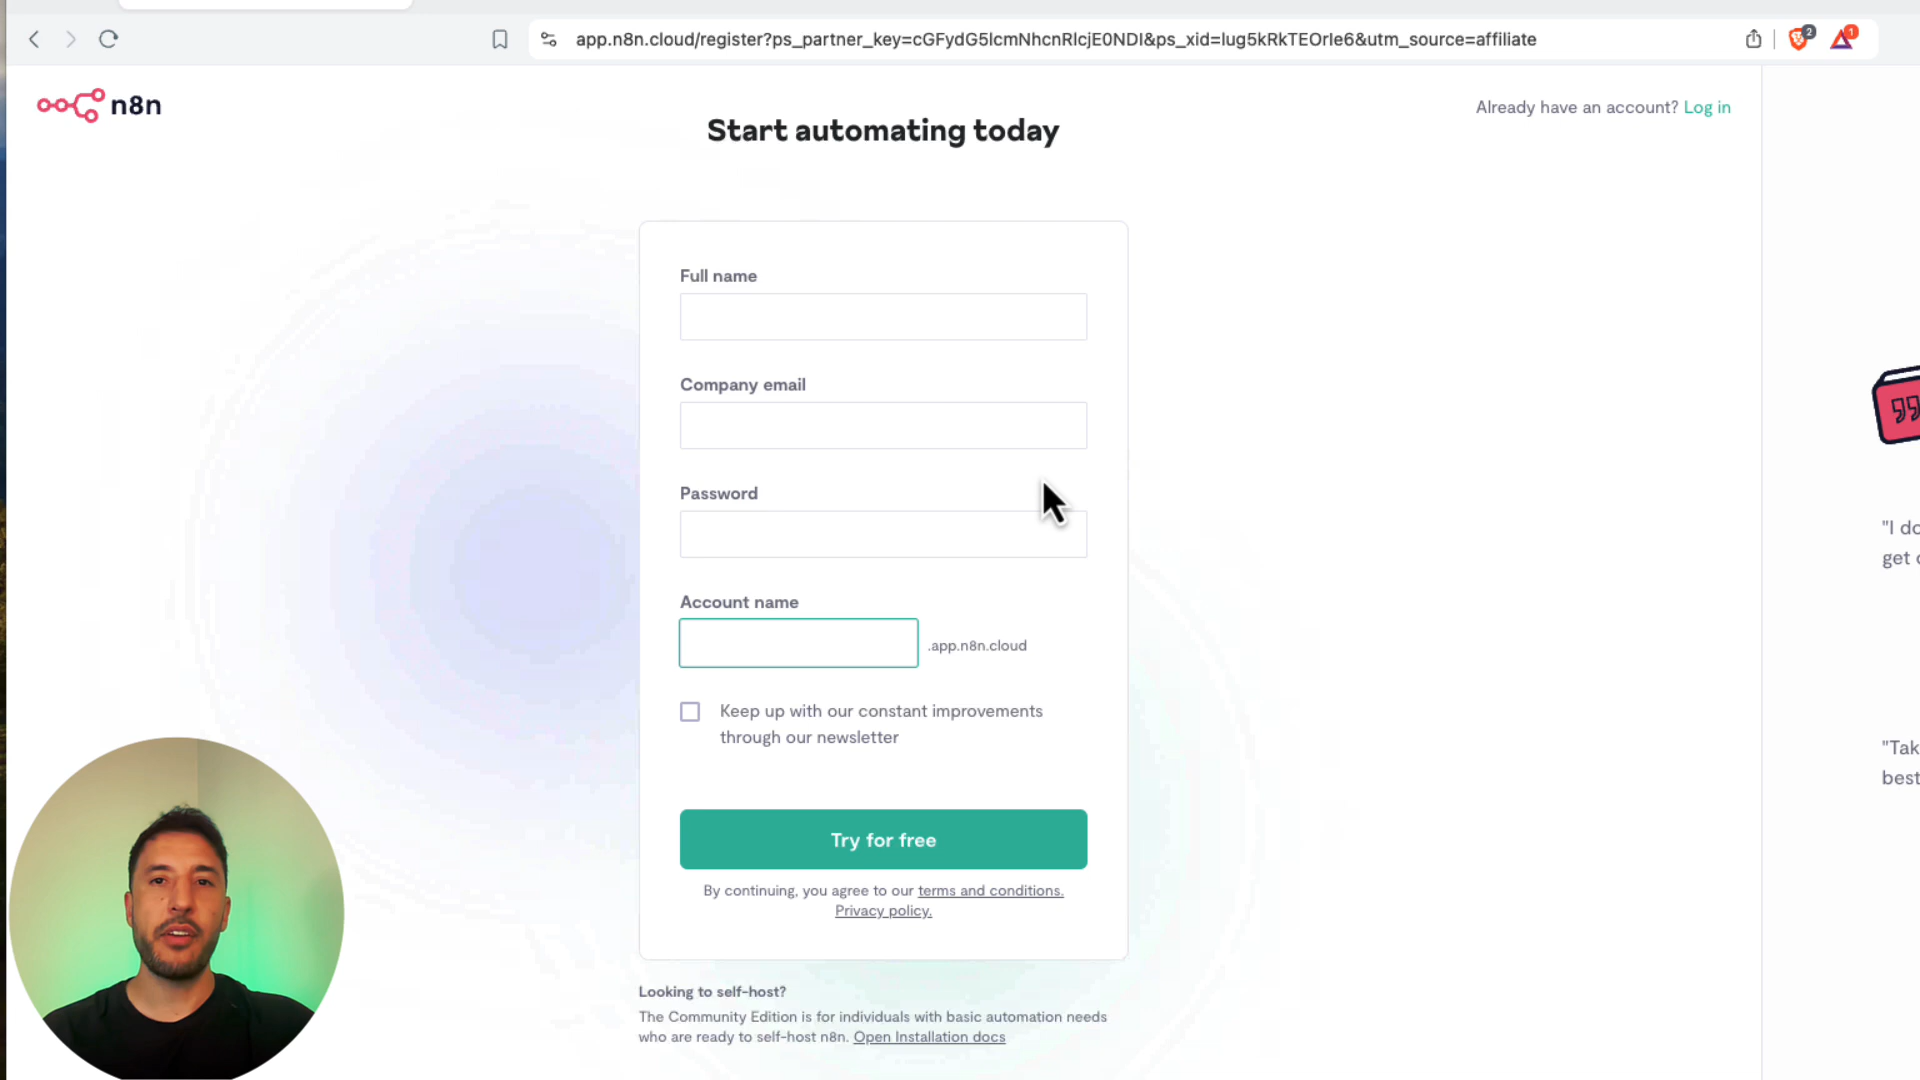 app.n8n.cloud/register?ps_partner_key=cGFydG5lcmNhcnRlcjE0NDI&ps_xid=lug5kRkTEOrIe6&utm_source=affiliate
2
1
n8n
Already have an account? Log in
Start automating today
Full name
Company email
Password
Account name
.app.n8n.cloud
Keep up with our constant improvements
through our newsletter
Try for free
By continuing, you agree to our terms and conditions.
Privacy policy.
Looking to self-host?
The Community Edition is for individuals with basic automation needs
who are ready to self-host n8n. Open Installation docs
"I do
get
"Tak
best